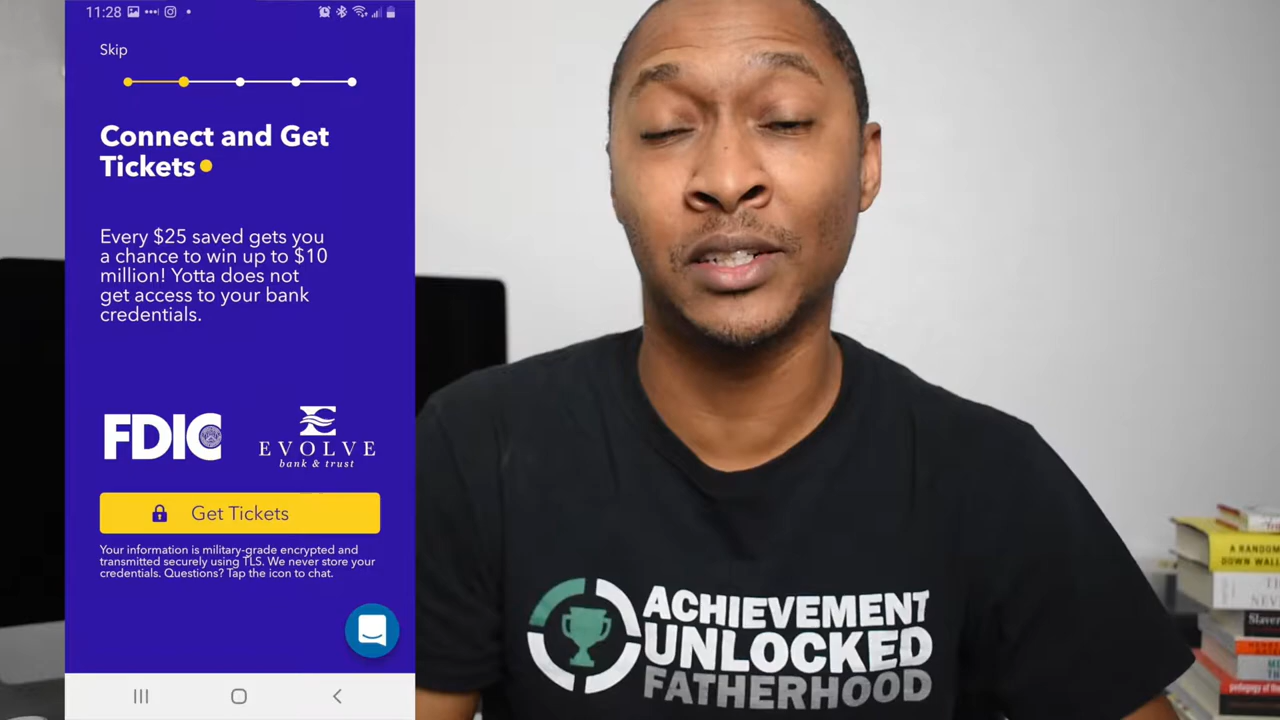 11:28
Skip
Connect and Get
Tickets
Every $25 saved gets you
a chance to win up to $10
million! Yotta does not
get access to your bank
credentials.
FDIC
EVOLVE
bank & trust
Get Tickets
Your information is military-grade encrypted and
transmitted securely using TLS. We never store your
credentials. Questions? Tap the icon to chat.
ACHIEVEMENT
UNLOCKED
FATHERHOOD
A RANDOM
DOWN WALL